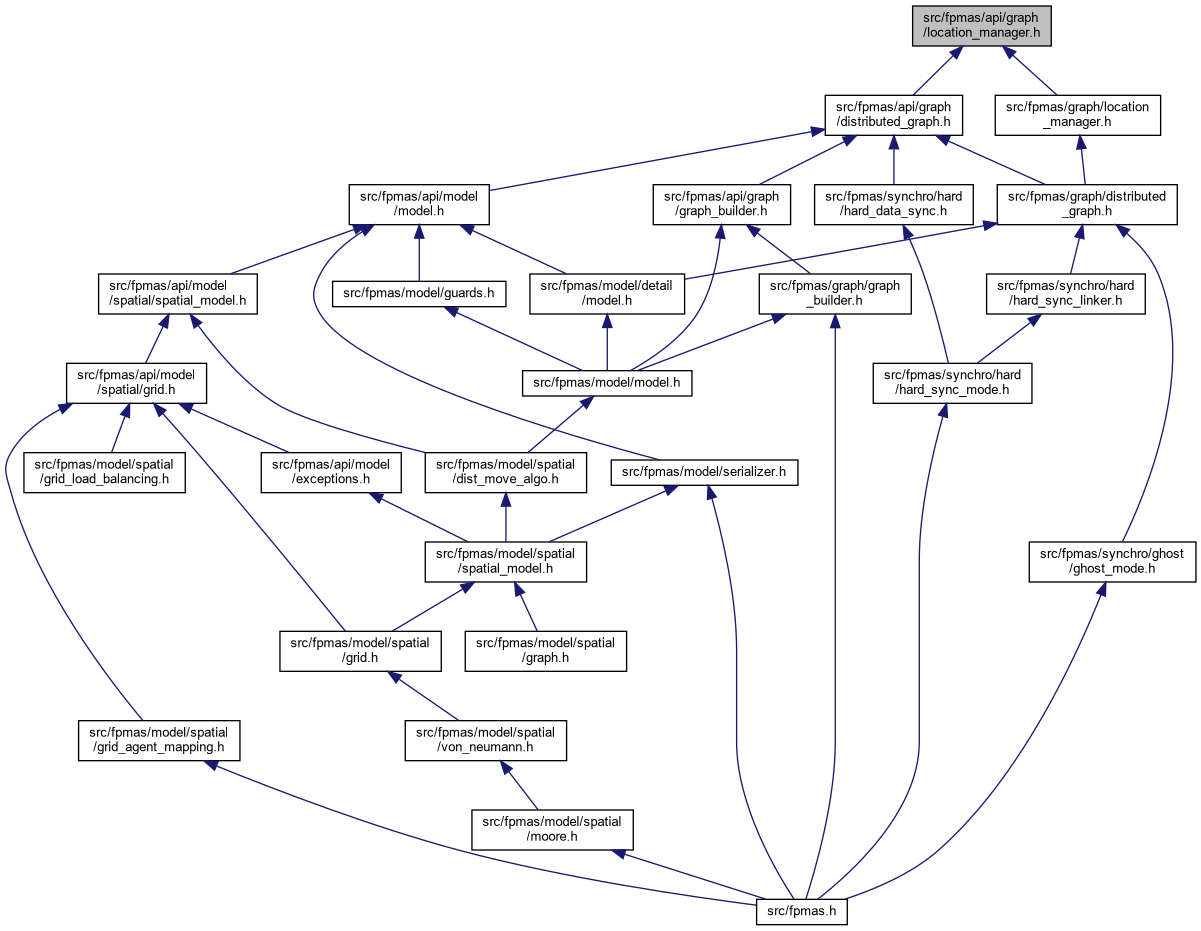 src/fpmas/api/graph
/location_manager.h
src/fpmas/api/graph
/distributed_graph.h
src/fpmas/graph/location
_manager.h
src/fpmas/api/model
/model.h
src/fpmas/api/graph
/graph_builder.h
src/fpmas/synchro/hard
/hard_data_sync.h
src/fpmas/graph/distributed
_graph.h
src/fpmas/api/model
/spatial/spatial_model.h
src/fpmas/model/guards.h
src/fpmas/model/detail
/model.h
src/fpmas/graph/graph
_builder.h
src/fpmas/synchro/hard
/hard_sync_linker.h
src/fpmas/api/model
/spatial/grid.h
src/fpmas/model/model.h
src/fpmas/synchro/hard
/hard_sync_mode.h
src/fpmas/model/spatial
/grid_load_balancing.h
src/fpmas/api/model
/exceptions.h
src/fpmas/model/spatial
/dist_move_algo.h
src/fpmas/model/serializer.h
src/fpmas/model/spatial
/spatial_model.h
src/fpmas/synchro/ghost
/ghost_mode.h
src/fpmas/model/spatial
/grid.h
src/fpmas/model/spatial
/graph.h
src/fpmas/model/spatial
/grid_agent_mapping.h
src/fpmas/model/spatial
/von_neumann.h
src/fpmas/model/spatial
/moore.h
src/fpmas.h